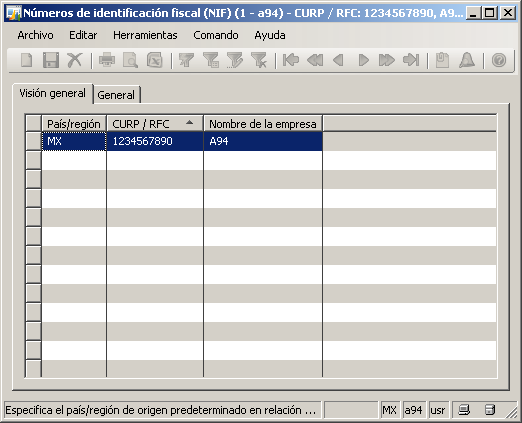 Números de identificación fiscal (NIF) (1 - a94) - CURP / RFC: 1234567890, A9...
Archivo Editar Herramientas Comando Ayuda
Visión general General
País/región CURP / RFC Nombre de la empresa
MX 1234567890 A94
Especifica el país/región de origen predeterminado en relación ... MX a94 usr